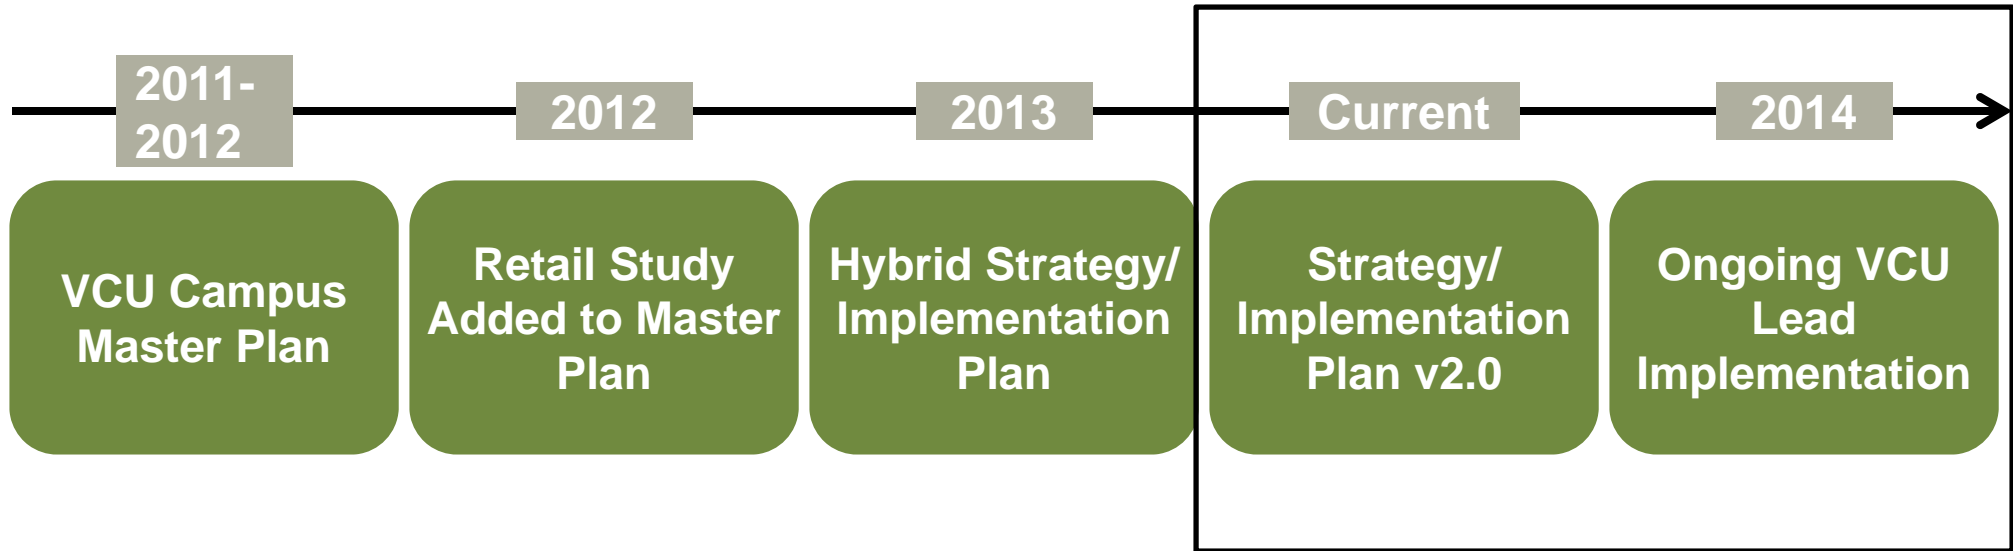 2011-
2012
2012
2013
Current
2014
VCU Campus
Master Plan
Retail Study
Added to Master
Plan
Hybrid Strategy/
Implementation
Plan
Strategy/
Implementation
Plan v2.0
Ongoing VCU
Lead
Implementation